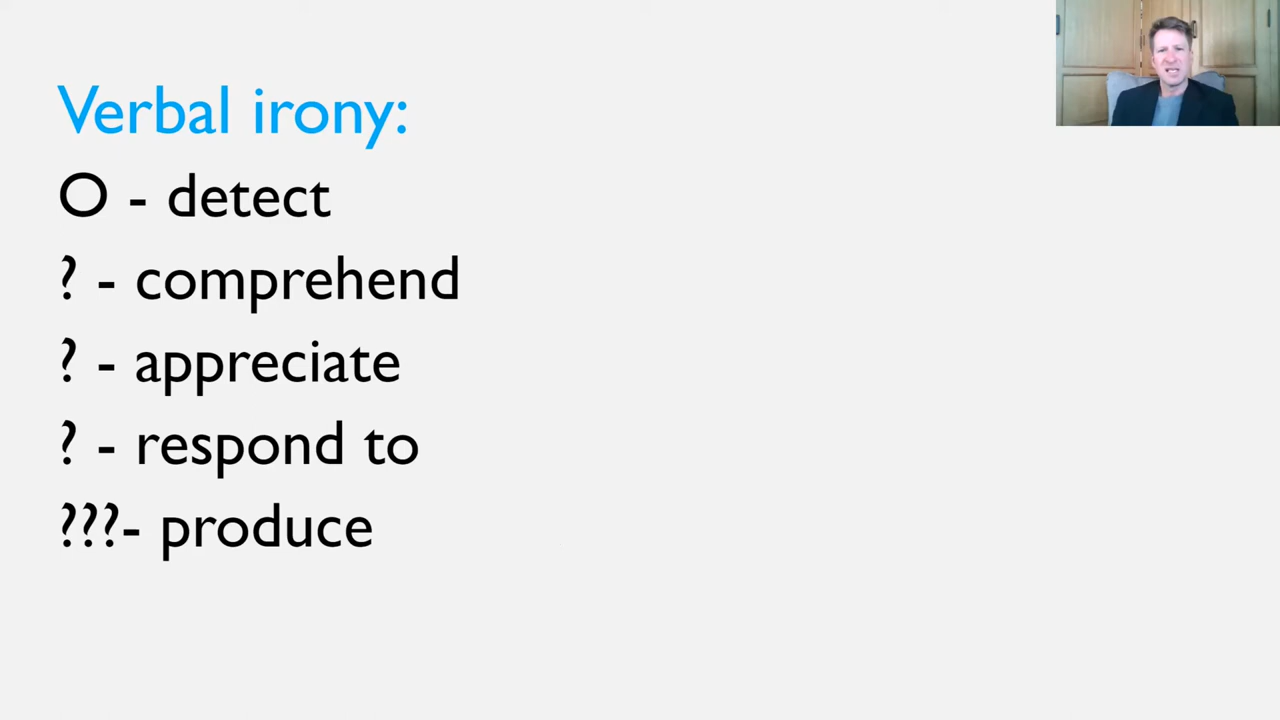 Verbal irony:
O - detect
? - comprehend
? - appreciate
? - respond to
???- produce